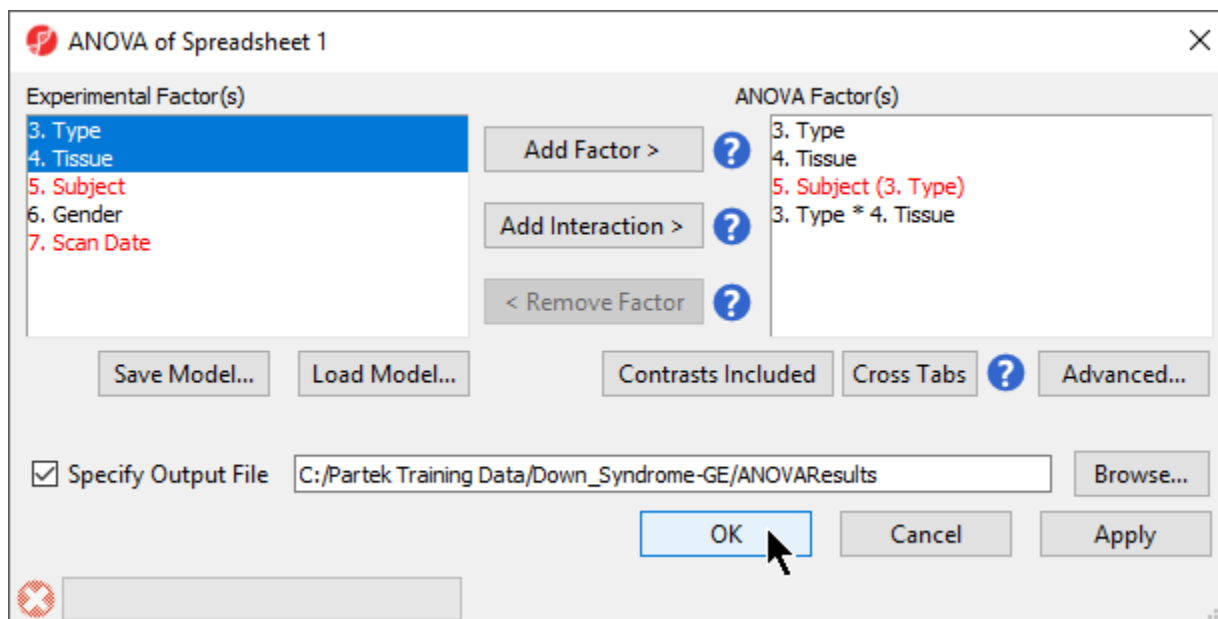 ANOVA of Spreadsheet 1
Experimental Factor(s)
3. Type
4. Tissue
5. Subject
6. Gender
7. Scan Date
Add Factor >
?
Add Interaction >
?
< Remove Factor
?
ANOVA Factor(s)
3. Type
4. Tissue
5. Subject (3. Type)
3. Type * 4. Tissue
Save Model...
Load Model...
Contrasts Included
Cross Tabs
?
Advanced...
Specify Output File
C:/Partek Training Data/Down_Syndrome-GE/ANOVAResults
Browse...
OK
Cancel
Apply